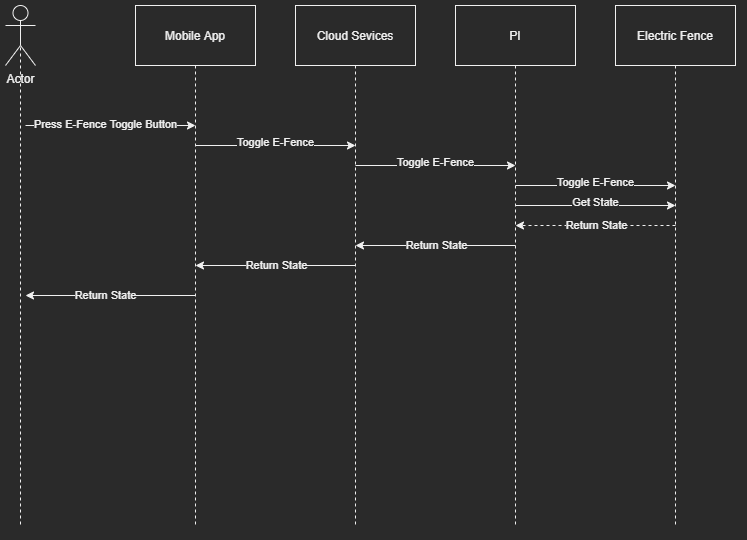 Actor
Mobile App
Cloud Sevices
PI
Electric Fence
Press E-Fence Toggle Button
Toggle E-Fence
Toggle E-Fence
Toggle E-Fence
Get State
Return State
Return State
Return State
Return State